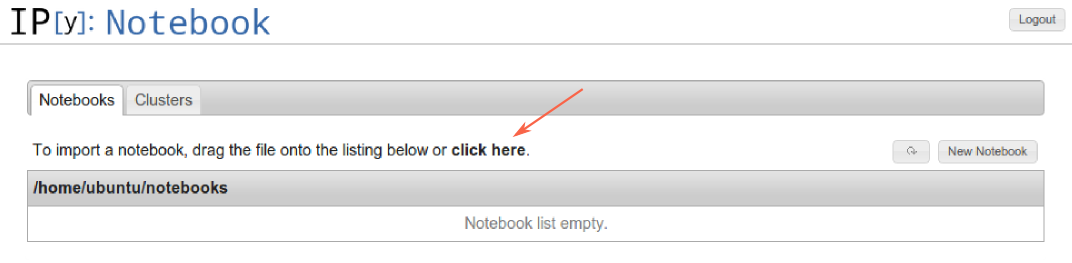 IP[y]: Notebook
Logout
Notebooks Clusters
To import a notebook, drag the file onto the listing below or click here.
New Notebook
/home/ubuntu/notebooks
Notebook list empty.